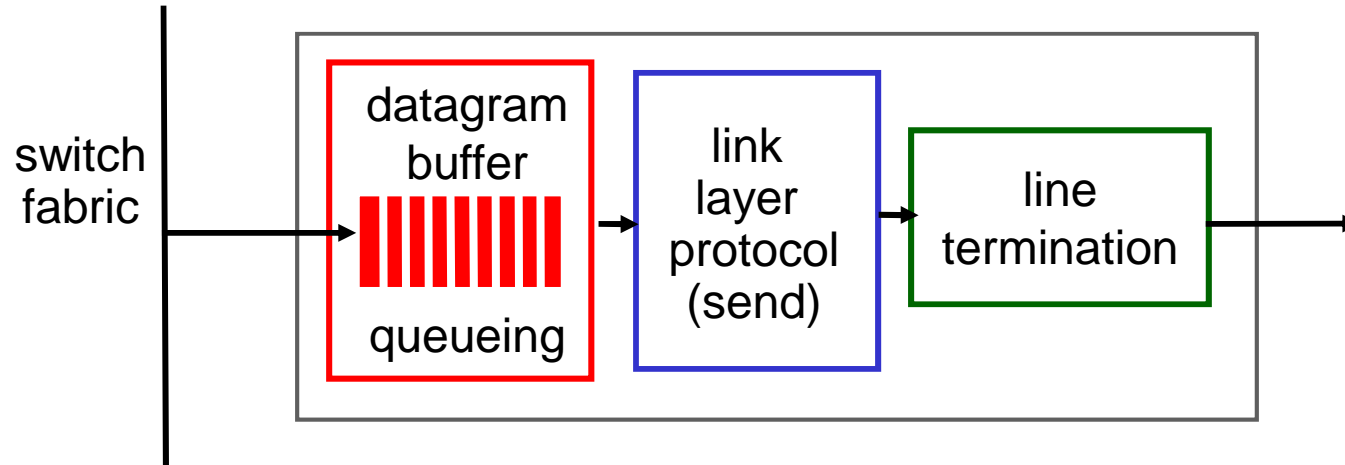 switch
fabric
datagram
buffer
queueing
link
layer
protocol
(send)
line
termination